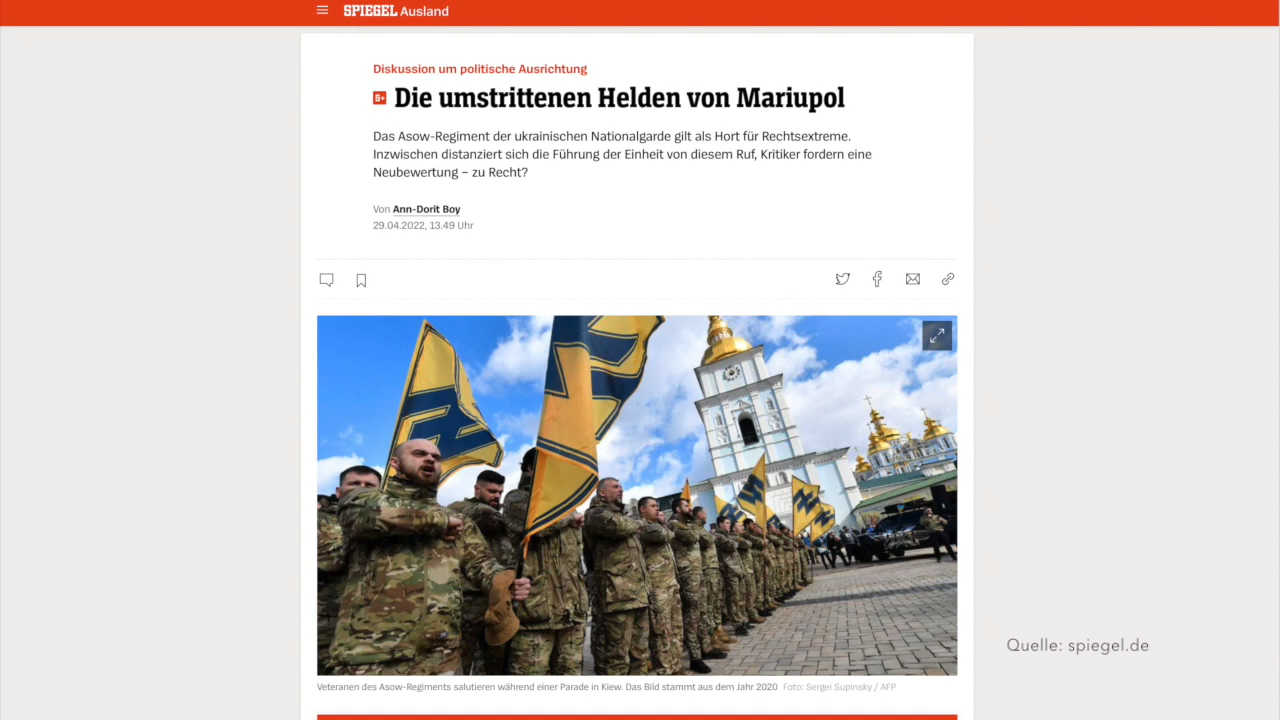 SPIEGEL Ausland
Diskussion um politische Ausrichtung
S+ Die umstrittenen Helden von Mariupol
Das Asow-Regiment der ukrainischen Nationalgarde gilt als Hort für Rechtsextreme.
Inzwischen distanziert sich die Führung der Einheit von diesem Ruf, Kritiker fordern eine
Neubewertung – zu Recht?
Von Ann-Dorit Boy
29.04.2022, 13.49 Uhr
Quelle: spiegel.de
Veteranen des Asow-Regiments salutieren während einer Parade in Kiew. Das Bild stammt aus dem Jahr 2020 Foto: Sergei Supinsky / AFP